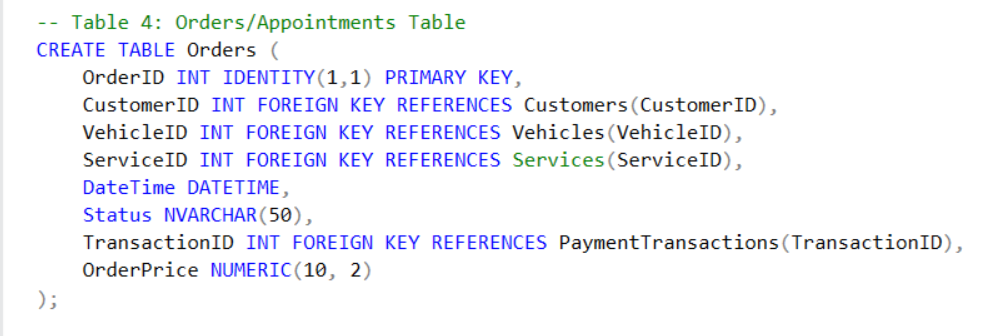 -- Table 4: Orders/Appointments Table
CREATE TABLE Orders (
    OrderID INT IDENTITY(1,1) PRIMARY KEY,
    CustomerID INT FOREIGN KEY REFERENCES Customers(CustomerID),
    VehicleID INT FOREIGN KEY REFERENCES Vehicles(VehicleID),
    ServiceID INT FOREIGN KEY REFERENCES Services(ServiceID),
    DateTime DATETIME,
    Status NVARCHAR(50),
    TransactionID INT FOREIGN KEY REFERENCES PaymentTransactions(TransactionID),
    OrderPrice NUMERIC(10, 2)
);